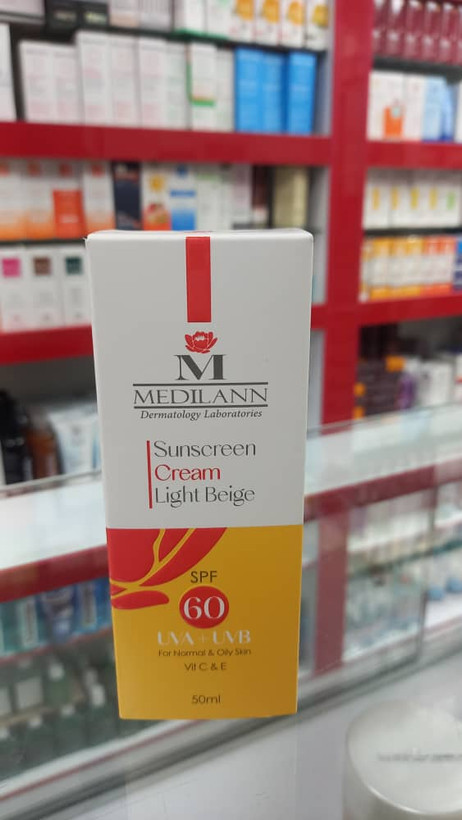 M
MEDILANN
Dermatology Laboratories
Sunscreen
Cream
Light Beige
SPF
60
UVA + UVB
For Normal & Oily Skin
Vit C & E
50ml